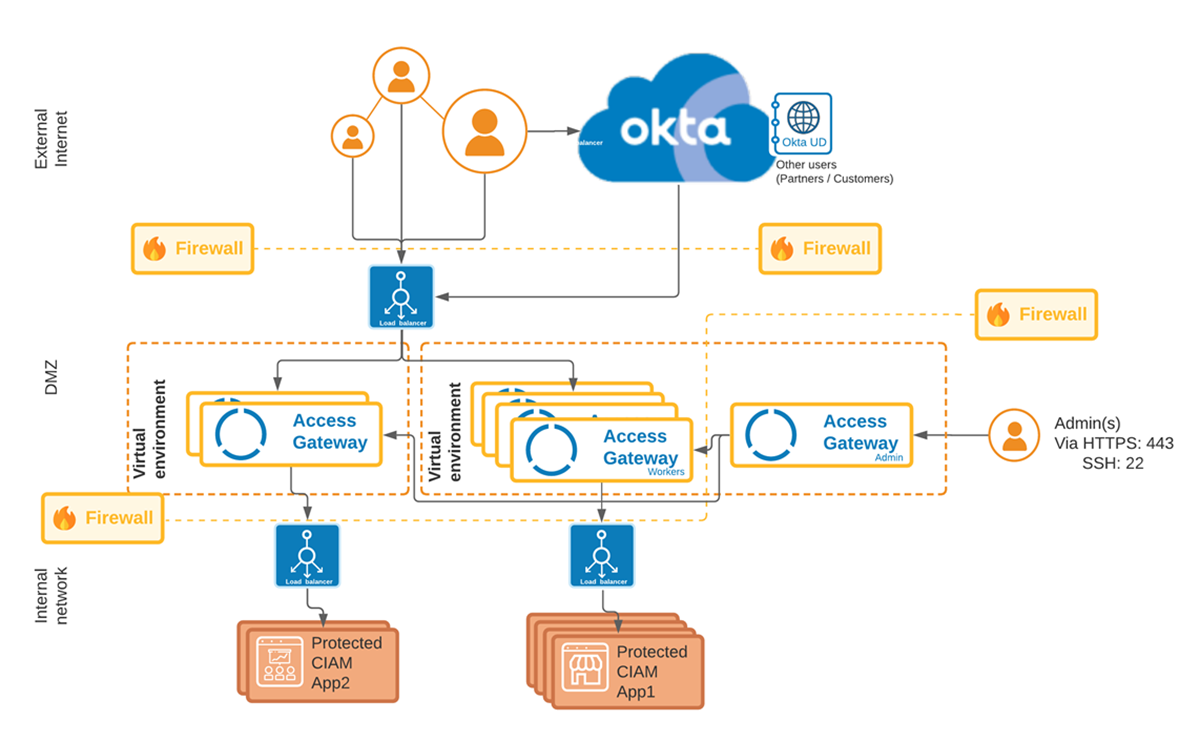 External
Internet
okta
alancer
Okta UD
Other users
(Partners / Customers)
Firewall
Firewall
Load balancer
Firewall
DMZ
Virtual
environment
Access
Gateway
Virtual
environment
Access
Gateway
Workers
Access
Gateway
Admin
Admin(s)
Via HTTPS: 443
SSH: 22
Firewall
Internal
network
Load balancer
Load balancer
Protected
CIAM
App2
Protected
CIAM
App1